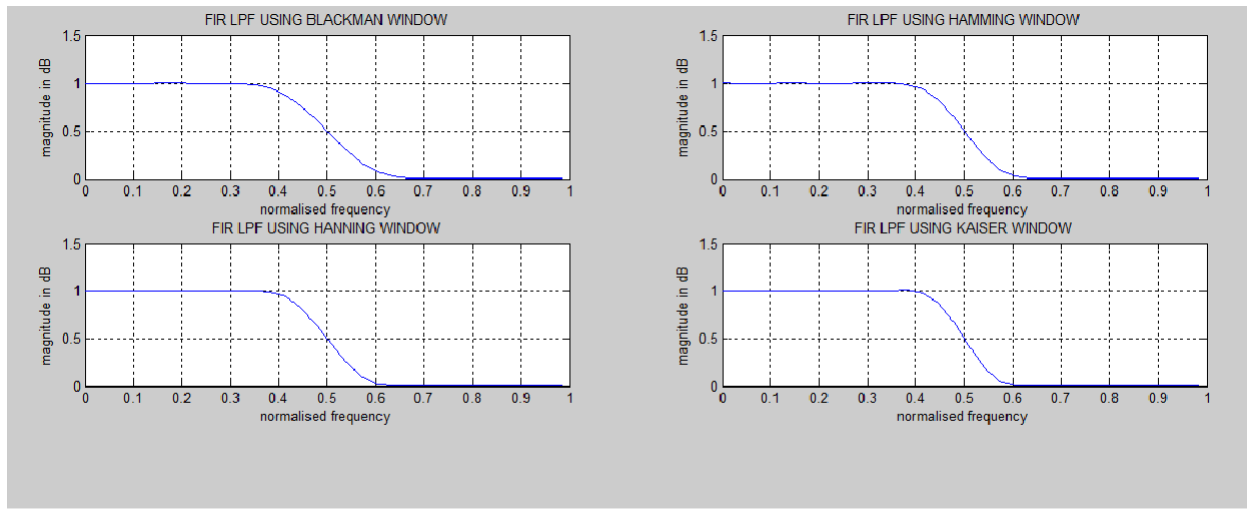 FIR LPF USING BLACKMAN WINDOW
1.5
1
0.5
0
magnitude in dB
0 0.1 0.2 0.3 0.4 0.5 0.6 0.7 0.8 0.9 1
normalised frequency
FIR LPF USING HAMMING WINDOW
1.5
1
0.5
0
magnitude in dB
0 0.1 0.2 0.3 0.4 0.5 0.6 0.7 0.8 0.9 1
normalised frequency
FIR LPF USING HANNING WINDOW
1.5
1
0.5
0
magnitude in dB
0 0.1 0.2 0.3 0.4 0.5 0.6 0.7 0.8 0.9 1
normalised frequency
FIR LPF USING KAISER WINDOW
1.5
1
0.5
0
magnitude in dB
0 0.1 0.2 0.3 0.4 0.5 0.6 0.7 0.8 0.9 1
normalised frequency